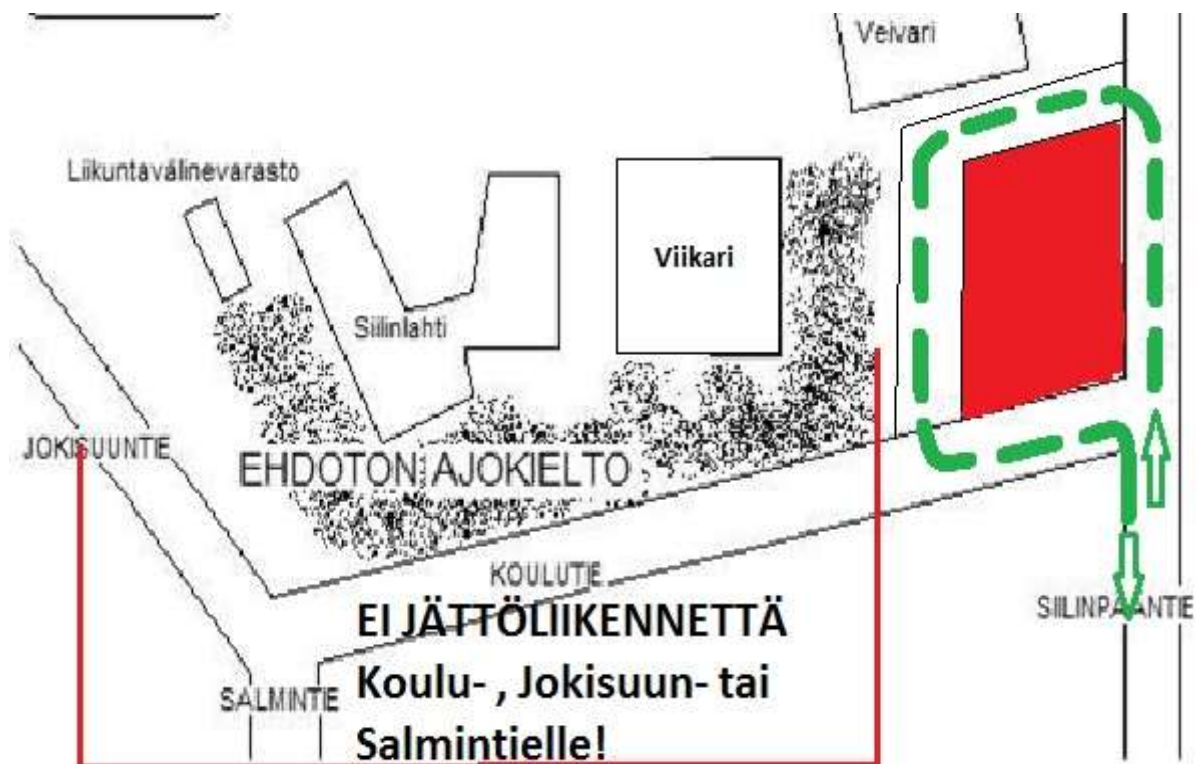 Veivari
Liikuntavälinevarasto
Viikari
Siilinlahti
JOKISUUNTIE
EHDOTON AJOKIELTO
KOULUTIE
SIILINPÄÄNTIE
EI JÄTTÖLIIKENNETTÄ
Koulu- , Jokisuun- tai
SALMINTIE
Salmintielle!